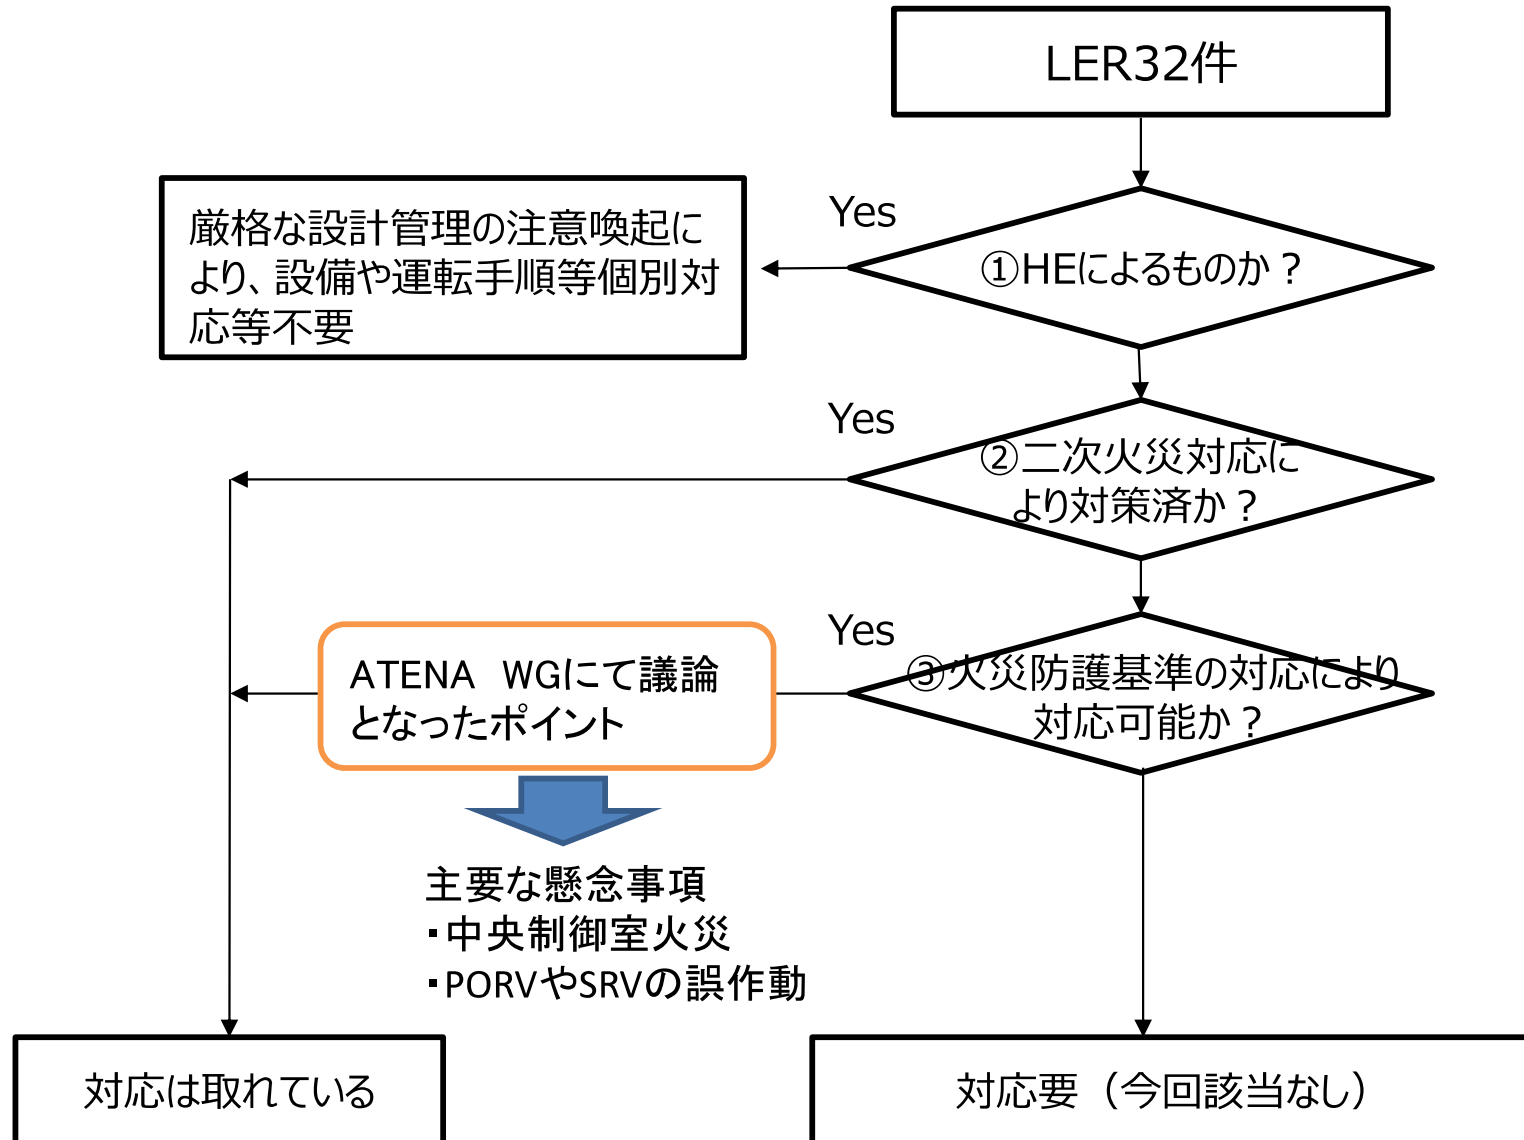 LER32件
Yes
①HEによるものか？
厳格な設計管理の注意喚起に
より、設備や運転手順等個別対
応等不要
Yes
②二次火災対応に
より対策済か？
Yes
③火災防護基準の対応により
対応可能か？
ATENA　WGにて議論
となったポイント
主要な懸念事項
・中央制御室火災
・PORVやSRVの誤作動
対応は取れている
対応要（今回該当なし）